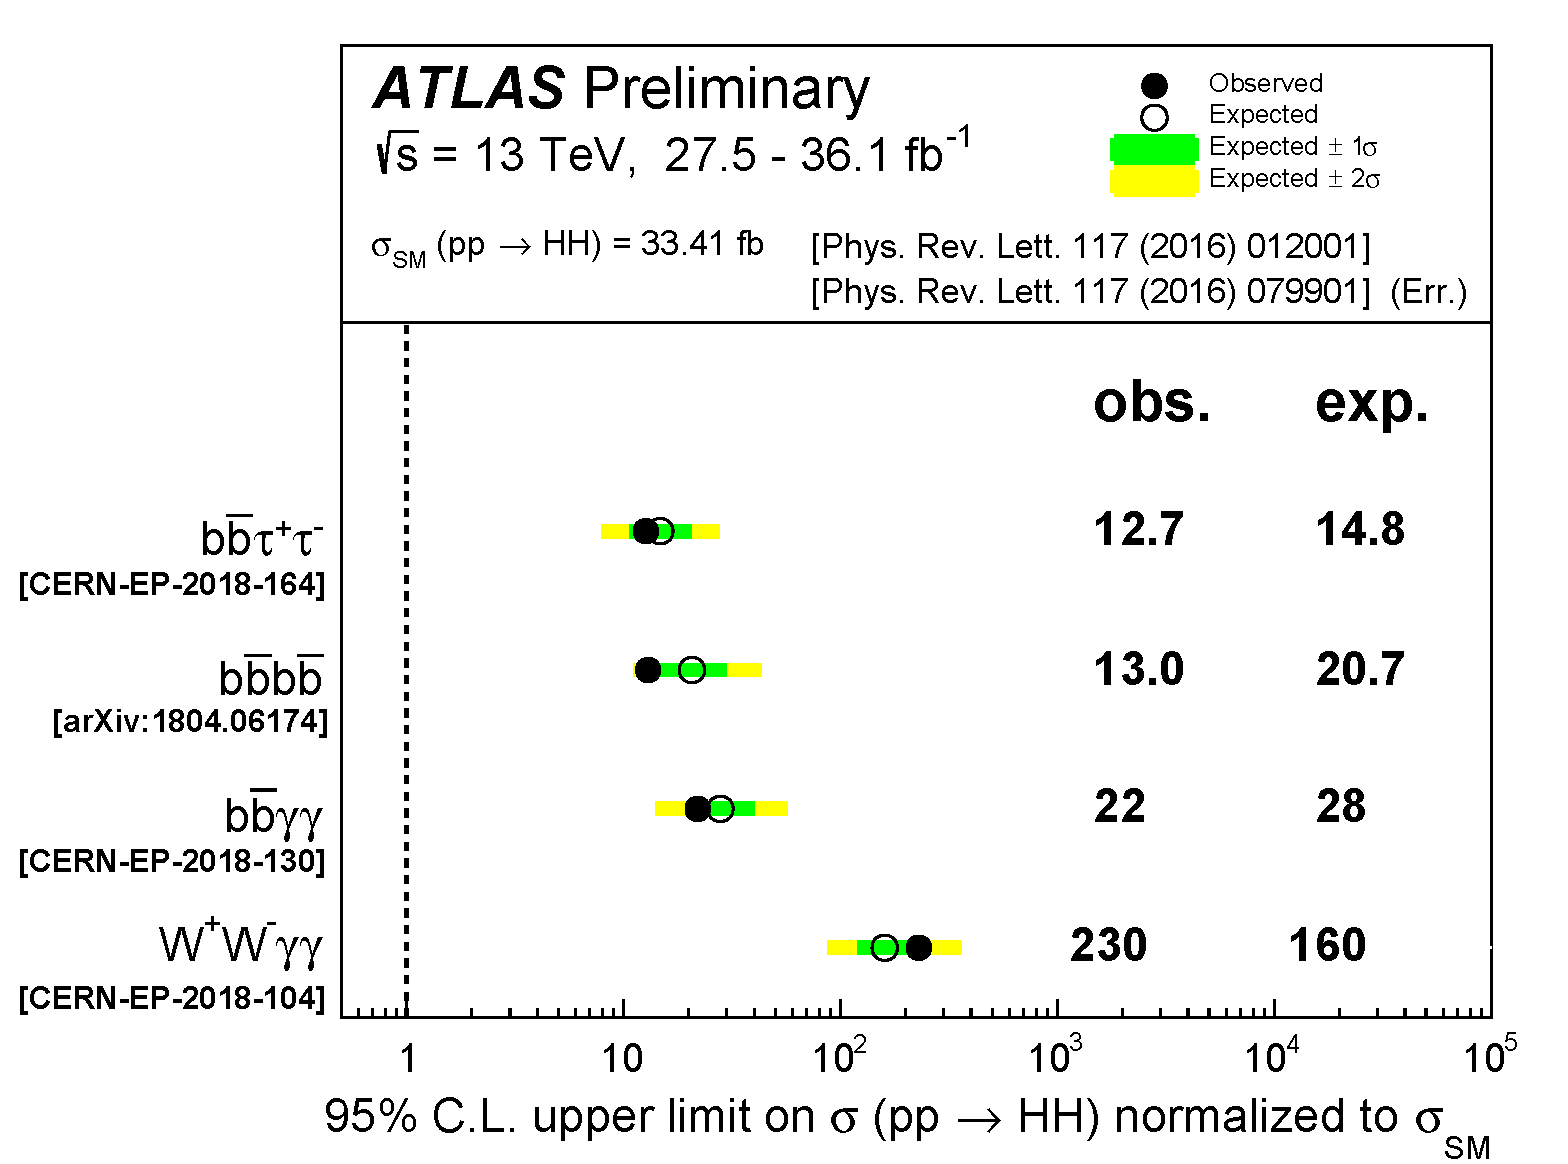 ATLAS Preliminary
√s = 13 TeV, 27.5 - 36.1 fb⁻¹
Observed
Expected
Expected ± 1σ
Expected ± 2σ
σ_SM (pp → HH) = 33.41 fb [Phys. Rev. Lett. 117 (2016) 012001]
[Phys. Rev. Lett. 117 (2016) 079901] (Err.)
obs. exp.
bb̅τ⁺τ⁻ 12.7 14.8
[CERN-EP-2018-164]
bb̅bb̅ 13.0 20.7
[arXiv:1804.06174]
bb̅γγ 22 28
[CERN-EP-2018-130]
W⁺W⁻γγ 230 160
[CERN-EP-2018-104]
1 10 10² 10³ 10⁴ 10⁵
95% C.L. upper limit on σ (pp → HH) normalized to σ_SM